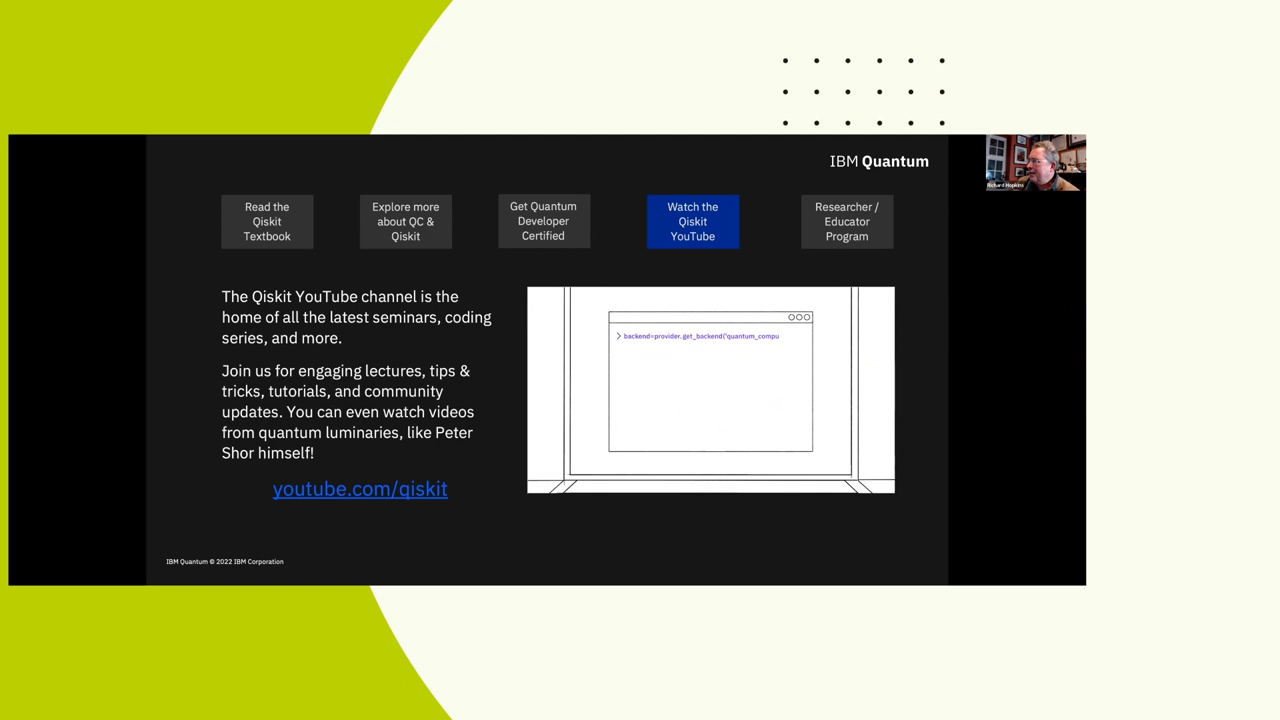 IBM Quantum
Richard Hopkins
Read the
Qiskit
Textbook
Explore more
about QC &
Qiskit
Get Quantum
Developer
Certified
Watch the
Qiskit
YouTube
Researcher /
Educator
Program
The Qiskit YouTube channel is the
home of all the latest seminars, coding
series, and more.
Join us for engaging lectures, tips &
tricks, tutorials, and community
updates. You can even watch videos
from quantum luminaries, like Peter
Shor himself!
youtube.com/qiskit
backend=provider.get_backend('quantum_compu
IBM Quantum © 2022 IBM Corporation